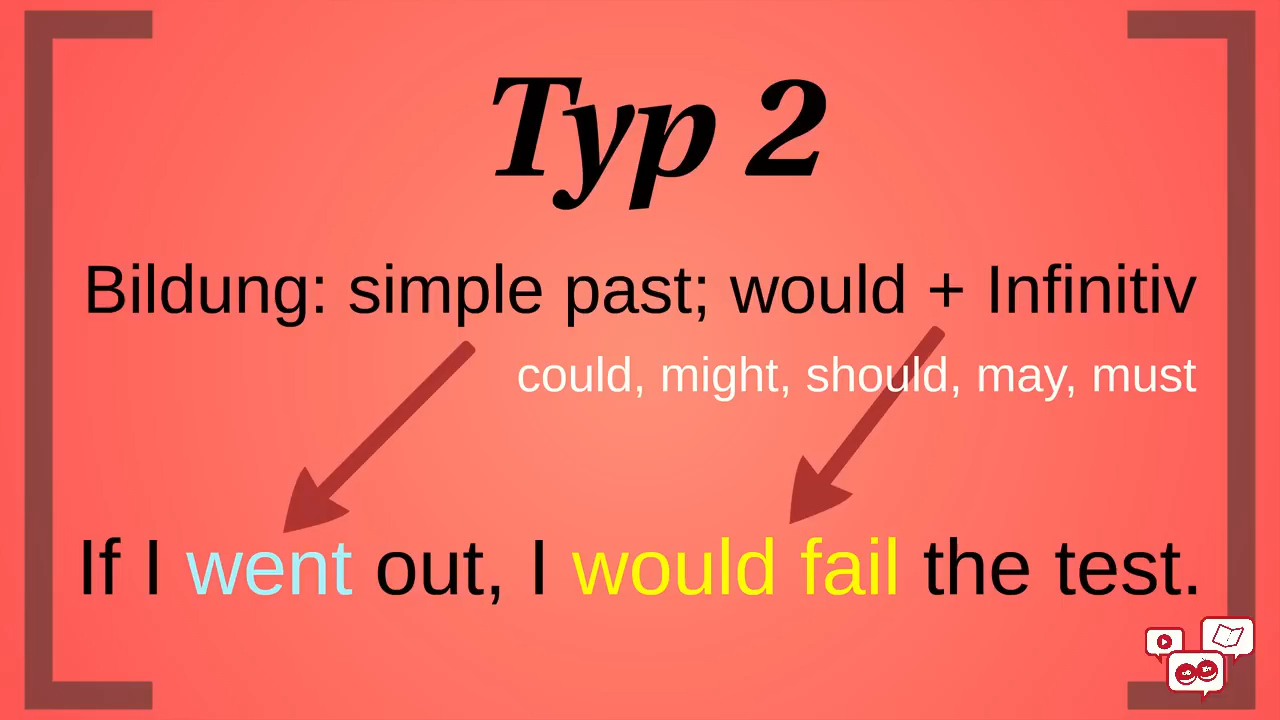 Typ 2
Bildung: simple past; would + Infinitiv
could, might, should, may, must
If I went out, I would fail the test.